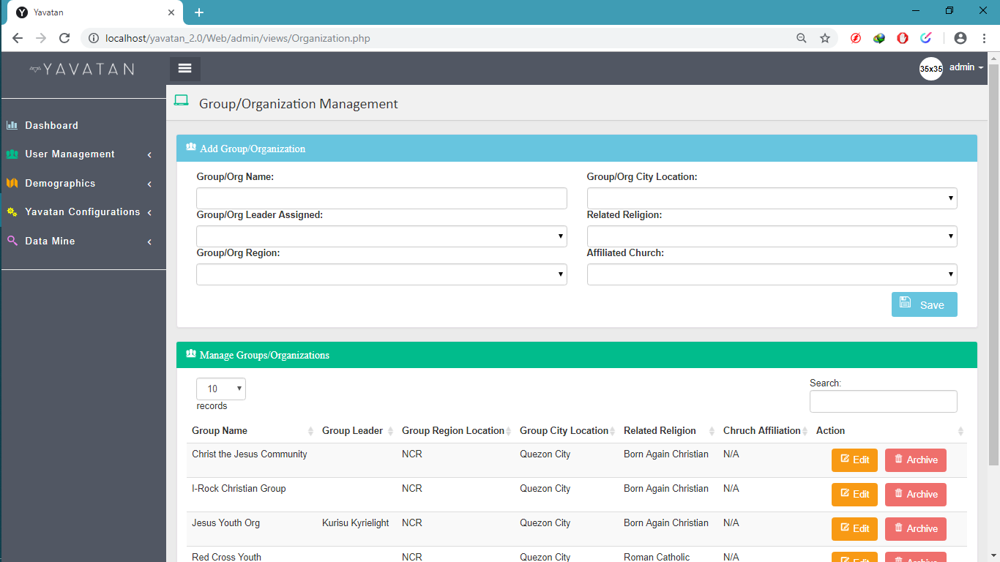 Yavatan
localhost/yavatan_2.0/Web/admin/views/Organization.php
YAVATAN
35x35
admin
Group/Organization Management
Dashboard
User Management
Demographics
Yavatan Configurations
Data Mine
Add Group/Organization
Group/Org Name:
Group/Org City Location:
Group/Org Leader Assigned:
Related Religion:
Group/Org Region:
Affiliated Church:
Save
Manage Groups/Organizations
10
records
Search:
Group Name Group Leader Group Region Location Group City Location Related Religion Chruch Affiliation Action
Christ the Jesus Community NCR Quezon City Born Again Christian N/A Edit Archive
I-Rock Christian Group NCR Quezon City Born Again Christian N/A Edit Archive
Jesus Youth Org Kurisu Kyrielight NCR Quezon City Born Again Christian N/A Edit Archive
Red Cross Youth NCR Quezon City Roman Catholic Edit Archive